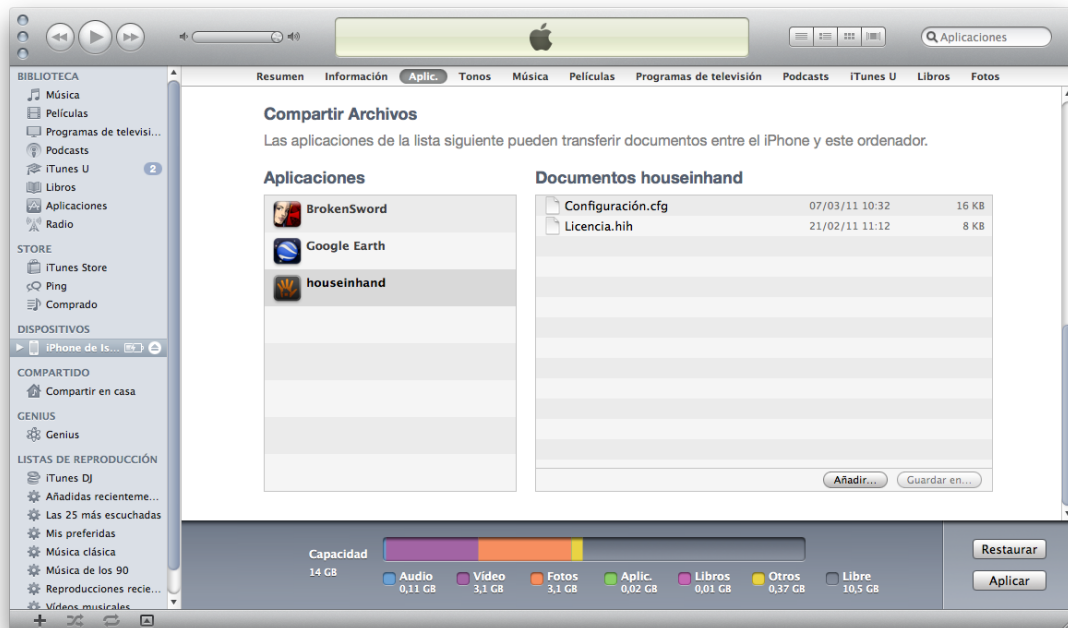 Aplicaciones
BIBLIOTECA
Música
Películas
Programas de televisi...
Podcasts
iTunes U 2
Libros
Aplicaciones
Radio
STORE
iTunes Store
Ping
Comprado
DISPOSITIVOS
iPhone de Is...
COMPARTIDO
Compartir en casa
GENIUS
Genius
LISTAS DE REPRODUCCIÓN
iTunes DJ
Añadidas recienteme...
Las 25 más escuchadas
Mis preferidas
Música clásica
Música de los 90
Reproducciones recie...
Vídeos musicales
Resumen Información Aplic. Tonos Música Películas Programas de televisión Podcasts iTunes U Libros Fotos
Compartir Archivos
Las aplicaciones de la lista siguiente pueden transferir documentos entre el iPhone y este ordenador.
Aplicaciones
BrokenSword
Google Earth
houseinhand
Documentos houseinhand
Configuración.cfg 07/03/11 10:32 16 KB
Licencia.hih 21/02/11 11:12 8 KB
Añadir... Guardar en...
Capacidad
14 GB
Audio
0,11 GB
Vídeo
3,1 GB
Fotos
3,1 GB
Aplic.
0,02 GB
Libros
0,01 GB
Otros
0,37 GB
Libre
10,5 GB
Restaurar
Aplicar